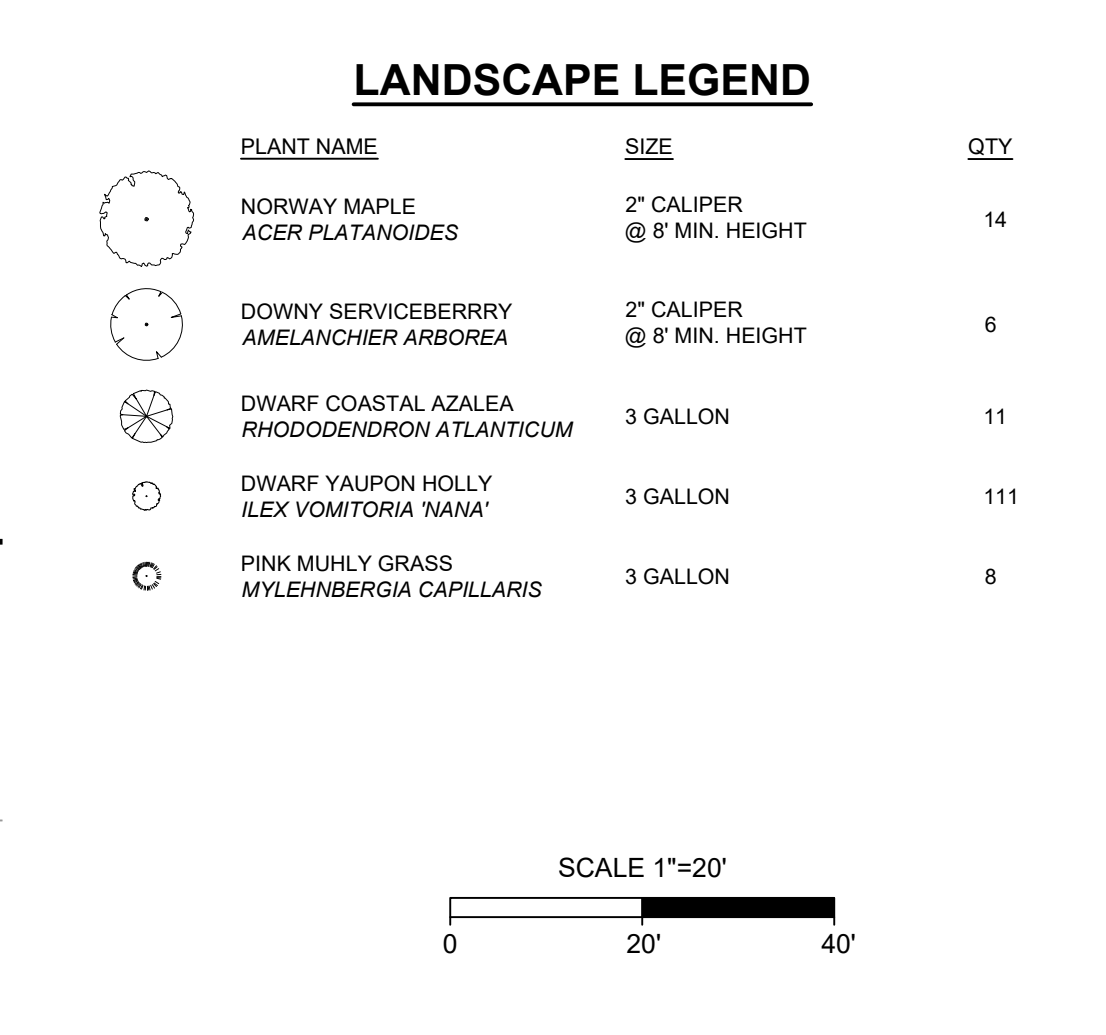 LANDSCAPE LEGEND
PLANT NAME SIZE QTY
NORWAY MAPLE
ACER PLATANOIDES
2" CALIPER
@ 8' MIN. HEIGHT
14
DOWNY SERVICEBERRRY
AMELANCHIER ARBOREA
2" CALIPER
@ 8' MIN. HEIGHT
6
DWARF COASTAL AZALEA
RHODODENDRON ATLANTICUM
3 GALLON
11
DWARF YAUPON HOLLY
ILEX VOMITORIA 'NANA'
3 GALLON
111
PINK MUHLY GRASS
MYLEHNBERGIA CAPILLARIS
3 GALLON
8
SCALE 1"=20'
0 20' 40'